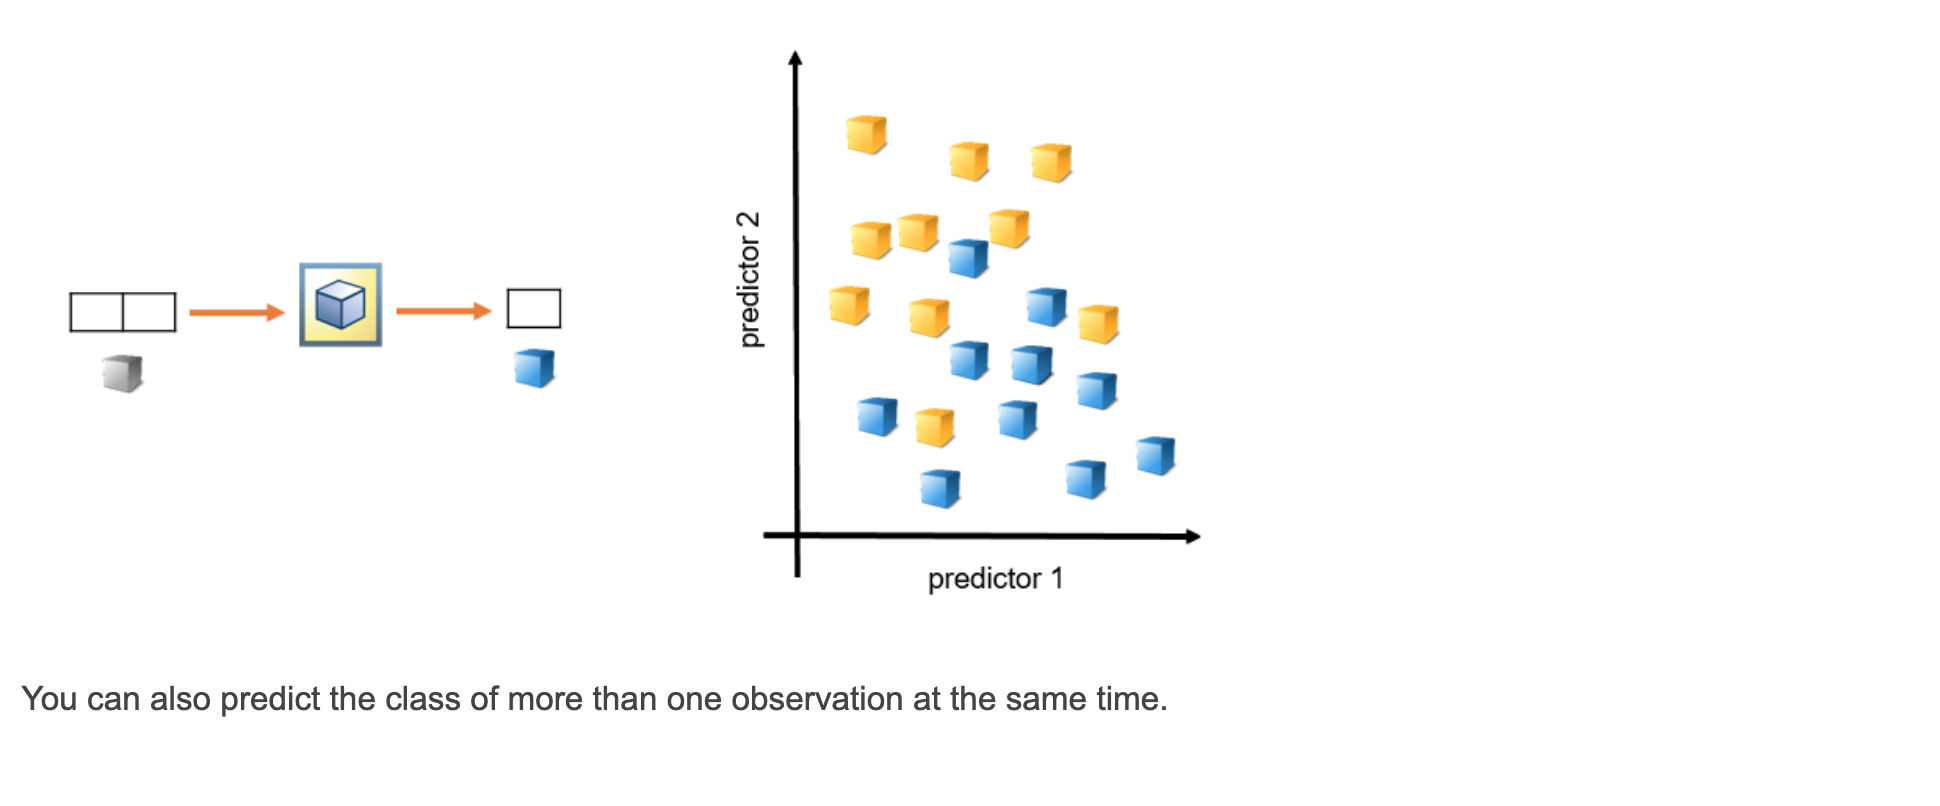 predictor 2
predictor 1
You can also predict the class of more than one observation at the same time.